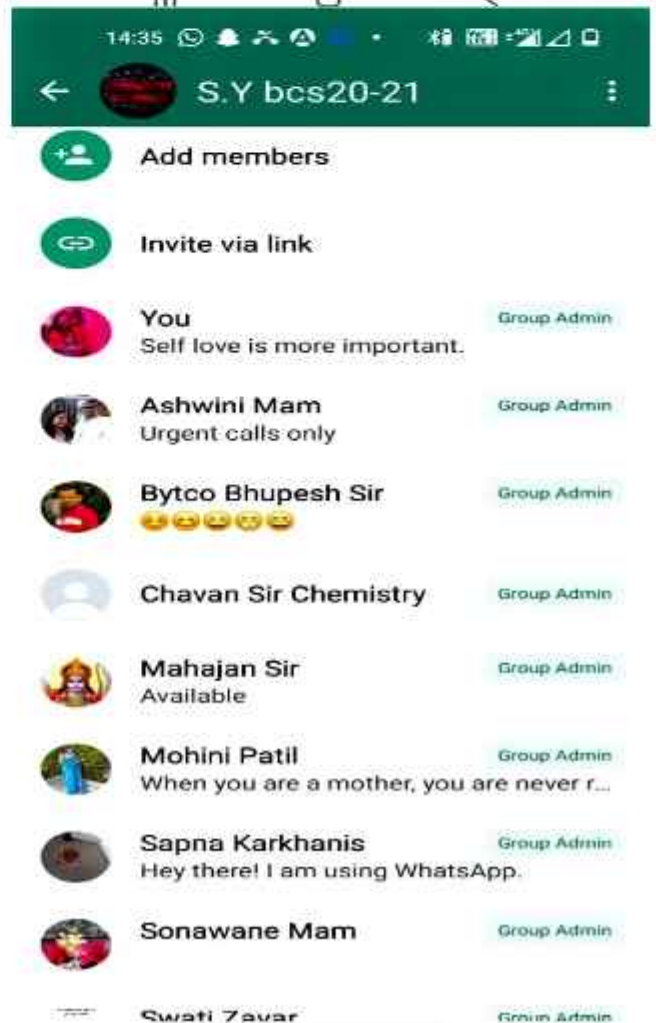 14:35
S.Y bcs20-21
Add members
Invite via link
You Group Admin
Self love is more important.
Ashwini Mam Group Admin
Urgent calls only
Bytco Bhupesh Sir Group Admin
😊😊😄😁😄
Chavan Sir Chemistry Group Admin
Mahajan Sir Group Admin
Available
Mohini Patil Group Admin
When you are a mother, you are never r...
Sapna Karkhanis Group Admin
Hey there! I am using WhatsApp.
Sonawane Mam Group Admin
Swati Zavar Group Admin